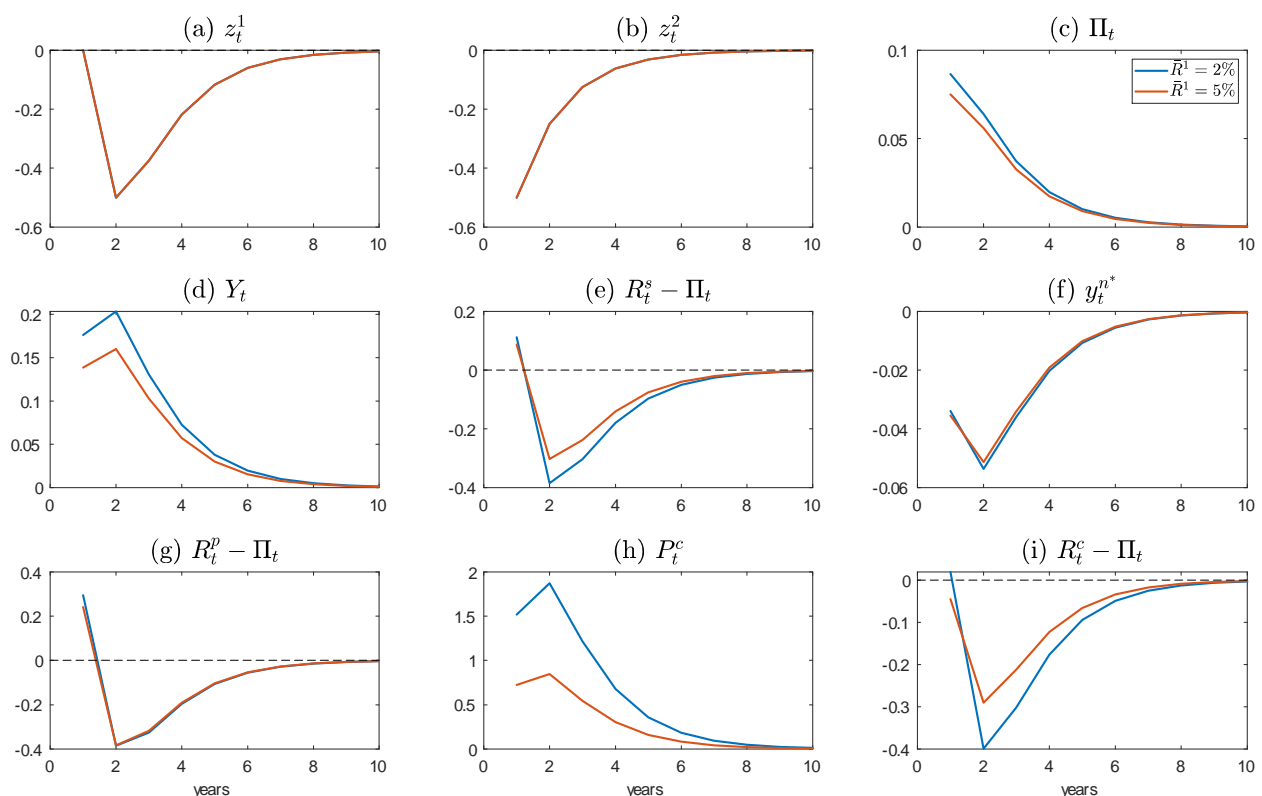 (a) z_t^1
(b) z_t^2
(c) Π_t
0
-0.2
-0.4
-0.6
0 2 4 6 8 10
0
-0.2
-0.4
-0.6
0 2 4 6 8 10
0.1
0.05
0
0 2 4 6 8 10
R̄^1 = 2%
R̄^1 = 5%
(d) Y_t
(e) R_t^s − Π_t
(f) y_t^{n*}
0.2
0.15
0.1
0.05
0
0 2 4 6 8 10
0.2
0
-0.2
-0.4
0 2 4 6 8 10
0
-0.02
-0.04
-0.06
0 2 4 6 8 10
(g) R_t^p − Π_t
(h) P_t^c
(i) R_t^c − Π_t
0.4
0.2
0
-0.2
-0.4
0 2 4 6 8 10
years
2
1.5
1
0.5
0
0 2 4 6 8 10
years
0
-0.1
-0.2
-0.3
-0.4
0 2 4 6 8 10
years